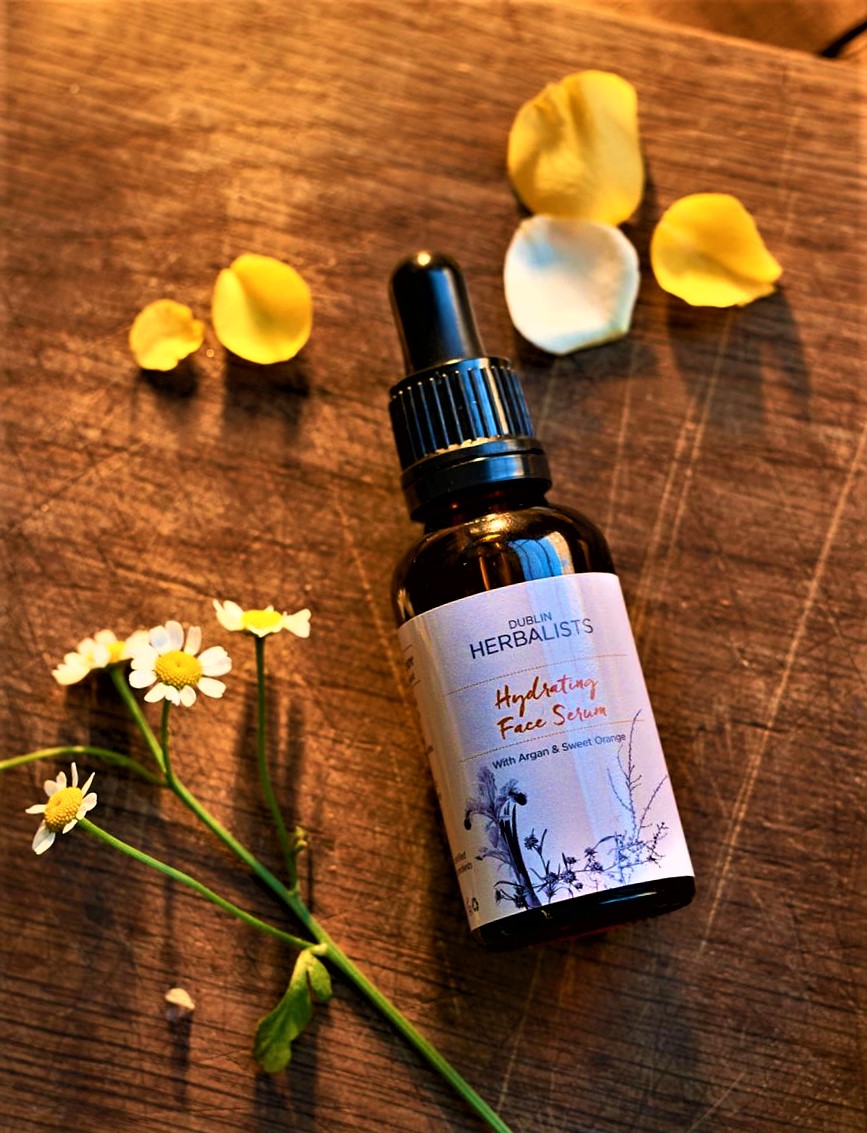 DUBLIN
HERBALISTS
Hydrating
Face Serum
With Argan & Sweet Orange